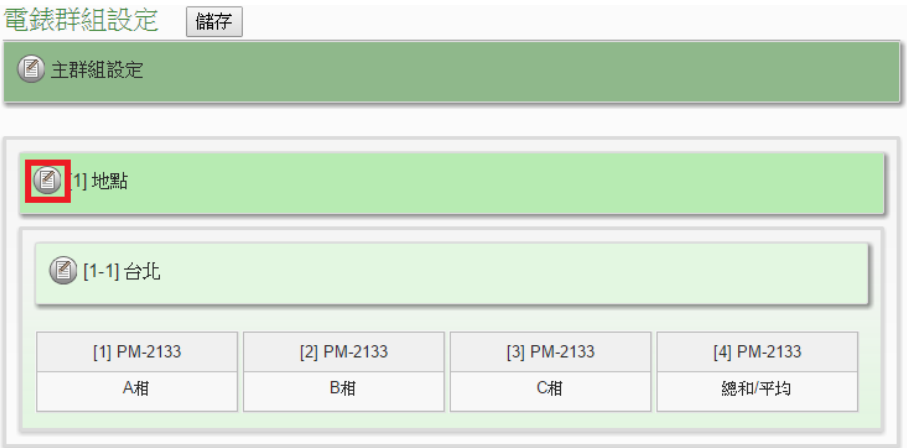 電錶群組設定 儲存
主群組設定
[1] 地點
[1-1] 台北
[1] PM-2133 [2] PM-2133 [3] PM-2133 [4] PM-2133
A相 B相 C相 總和/平均